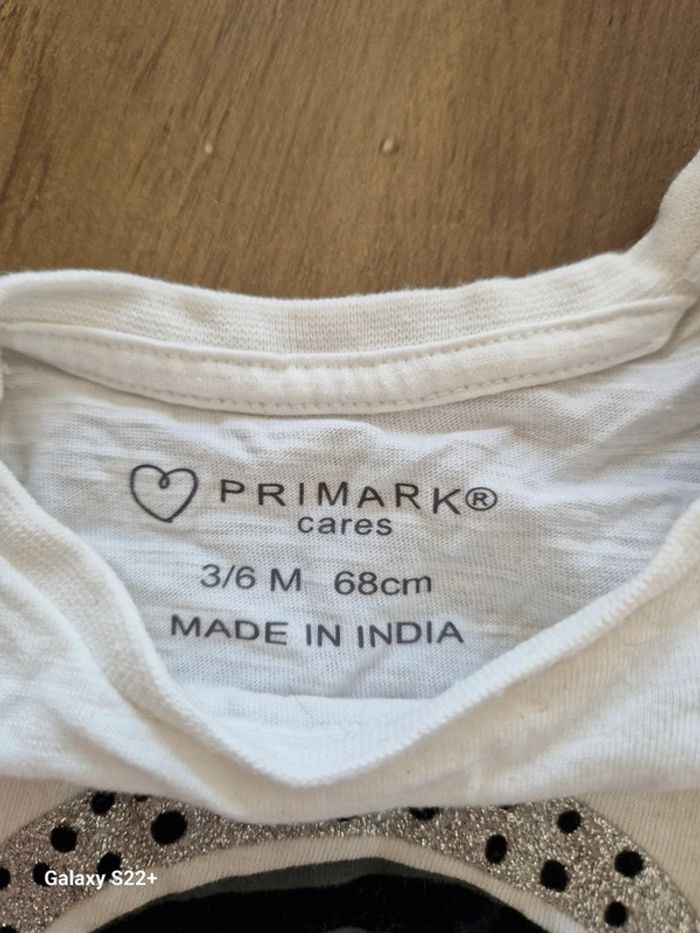 PRIMARK®
cares
3/6 M 68cm
MADE IN INDIA
Galaxy S22+